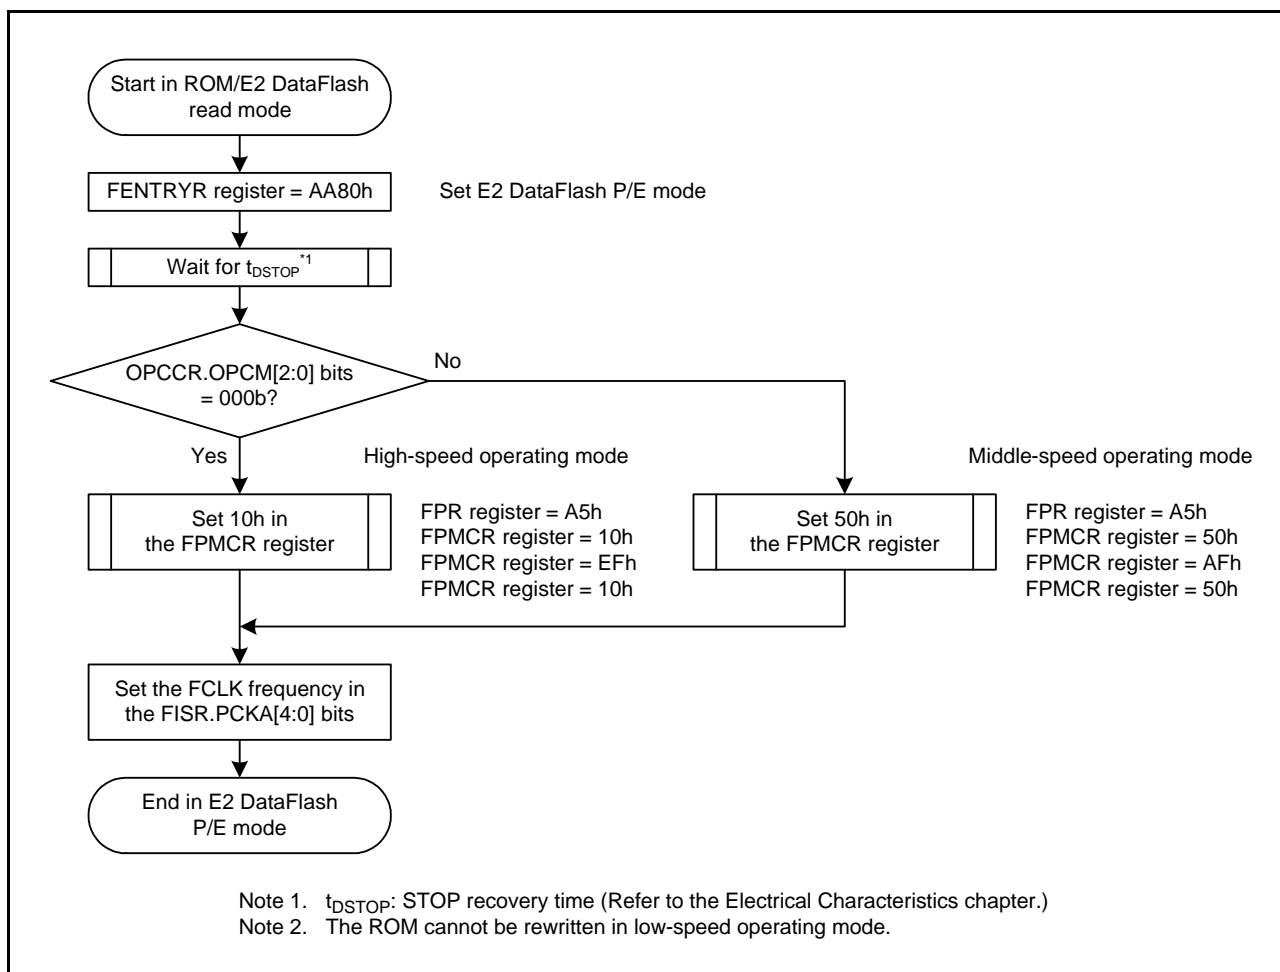 Start in ROM/E2 DataFlash
read mode
FENTRYR register = AA80h
Set E2 DataFlash P/E mode
Wait for tDSTOP*1
OPCCR.OPCM[2:0] bits
= 000b?
No
Yes
High-speed operating mode
Middle-speed operating mode
Set 10h in
the FPMCR register
FPR register = A5h
FPMCR register = 10h
FPMCR register = EFh
FPMCR register = 10h
Set 50h in
the FPMCR register
FPR register = A5h
FPMCR register = 50h
FPMCR register = AFh
FPMCR register = 50h
Set the FCLK frequency in
the FISR.PCKA[4:0] bits
End in E2 DataFlash
P/E mode
Note 1. tDSTOP: STOP recovery time (Refer to the Electrical Characteristics chapter.)
Note 2. The ROM cannot be rewritten in low-speed operating mode.